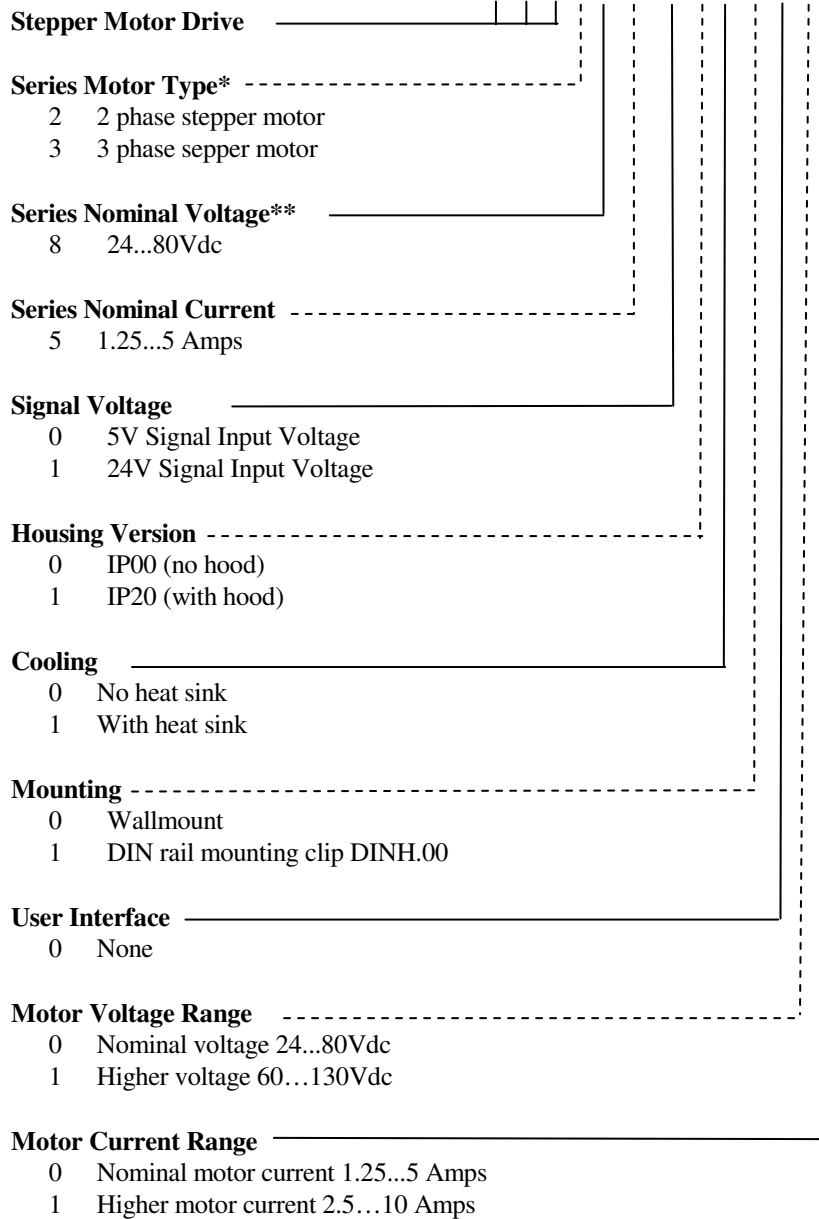 Stepper Motor Drive
Series Motor Type*
2 2 phase stepper motor
3 3 phase sepper motor
Series Nominal Voltage**
8 24...80Vdc
Series Nominal Current
5 1.25...5 Amps
Signal Voltage
0 5V Signal Input Voltage
1 24V Signal Input Voltage
Housing Version
0 IP00 (no hood)
1 IP20 (with hood)
Cooling
0 No heat sink
1 With heat sink
Mounting
0 Wallmount
1 DIN rail mounting clip DINH.00
User Interface
0 None
Motor Voltage Range
0 Nominal voltage 24...80Vdc
1 Higher voltage 60…130Vdc
Motor Current Range
0 Nominal motor current 1.25...5 Amps
1 Higher motor current 2.5…10 Amps